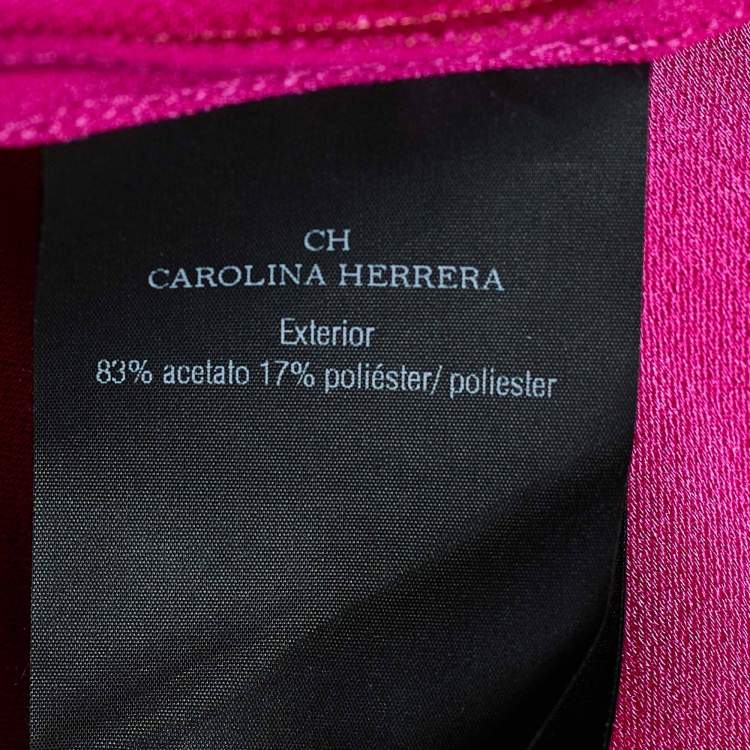 CH
CAROLINA HERRERA
Exterior
83% acetato 17% poliéster/ poliester